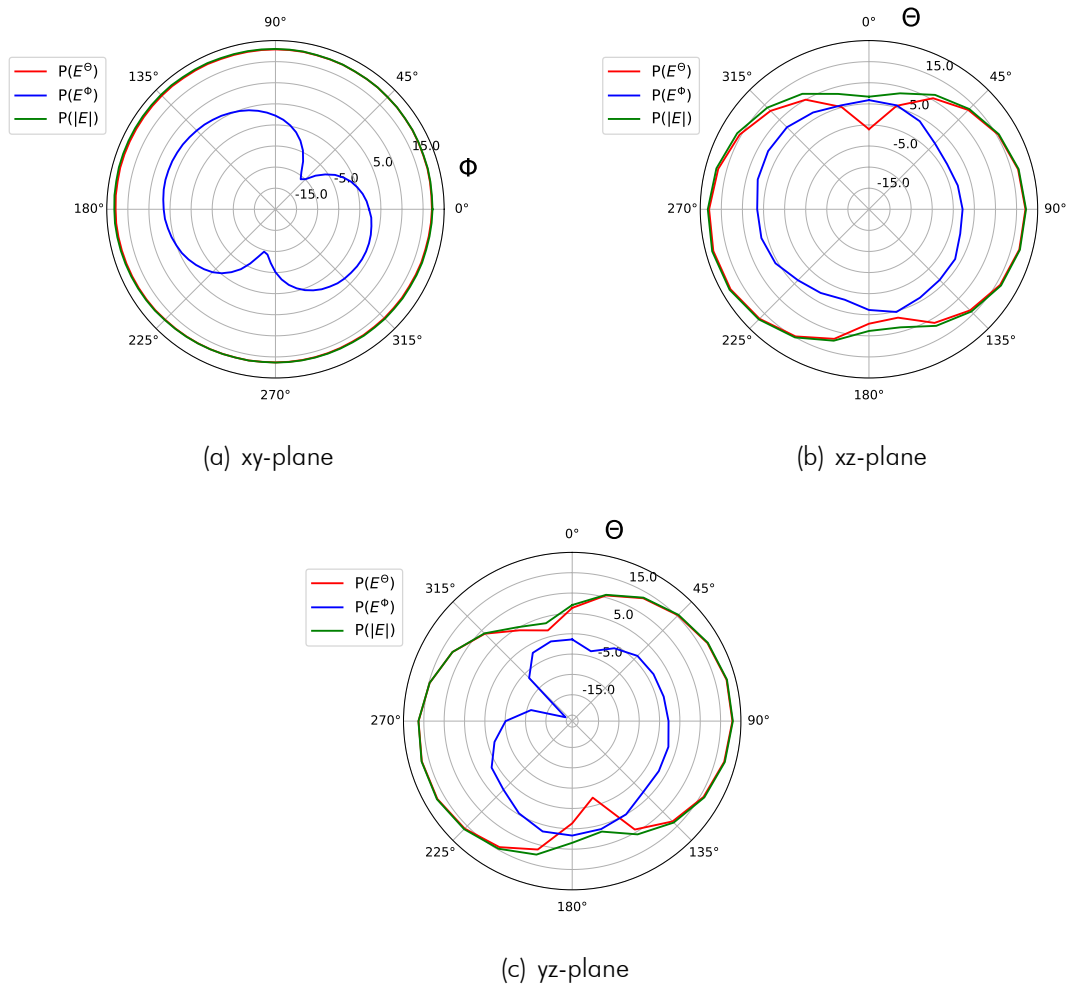 90°
P(E^Θ)
P(E^Φ)
P(|E|)
135°
45°
15.0
5.0
-5.0
-15.0
Φ
180°
0°
225°
315°
270°
(a) xy-plane
0°
Θ
P(E^Θ)
P(E^Φ)
P(|E|)
315°
45°
15.0
5.0
-5.0
-15.0
270°
90°
225°
135°
180°
(b) xz-plane
0°
Θ
P(E^Θ)
P(E^Φ)
P(|E|)
315°
45°
15.0
5.0
-5.0
-15.0
270°
90°
225°
135°
180°
(c) yz-plane